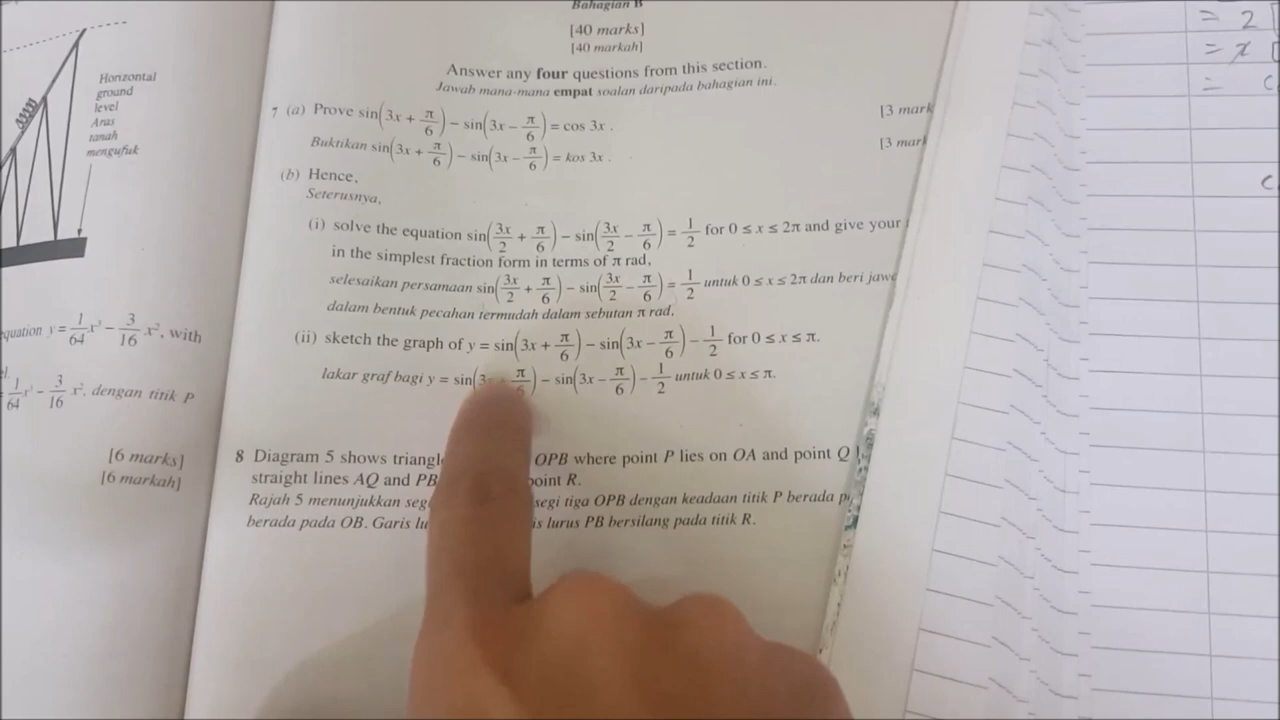 Horizontal
ground
level
Aras
tanah
mengufuk
equation y = 1/64 x³ − 3/16 x², with
1/64 x³ − 3/16 x², dengan titik P
[6 marks]
[6 markah]
Bahagian B
[40 marks]
[40 markah]
Answer any four questions from this section.
Jawab mana-mana empat soalan daripada bahagian ini.
7 (a) Prove sin(3x + π/6) − sin(3x − π/6) = cos 3x . [3 mark
Buktikan sin(3x + π/6) − sin(3x − π/6) = kos 3x . [3 mark
(b) Hence,
Seterusnya,
(i) solve the equation sin(3x/2 + π/6) − sin(3x/2 − π/6) = 1/2 for 0 ≤ x ≤ 2π and give your
in the simplest fraction form in terms of π rad,
selesaikan persamaan sin(3x/2 + π/6) − sin(3x/2 − π/6) = 1/2 untuk 0 ≤ x ≤ 2π dan beri jawa
dalam bentuk pecahan termudah dalam sebutan π rad,
(ii) sketch the graph of y = sin(3x + π/6) − sin(3x − π/6) − 1/2 for 0 ≤ x ≤ π.
lakar graf bagi y = sin(3x + π/6) − sin(3x − π/6) − 1/2 untuk 0 ≤ x ≤ π.
8 Diagram 5 shows triangl OPB where point P lies on OA and point Q
straight lines AQ and PB point R.
Rajah 5 menunjukkan segi segi tiga OPB dengan keadaan titik P berada p
berada pada OB. Garis lu is lurus PB bersilang pada titik R.
= 2
= x
= c
c